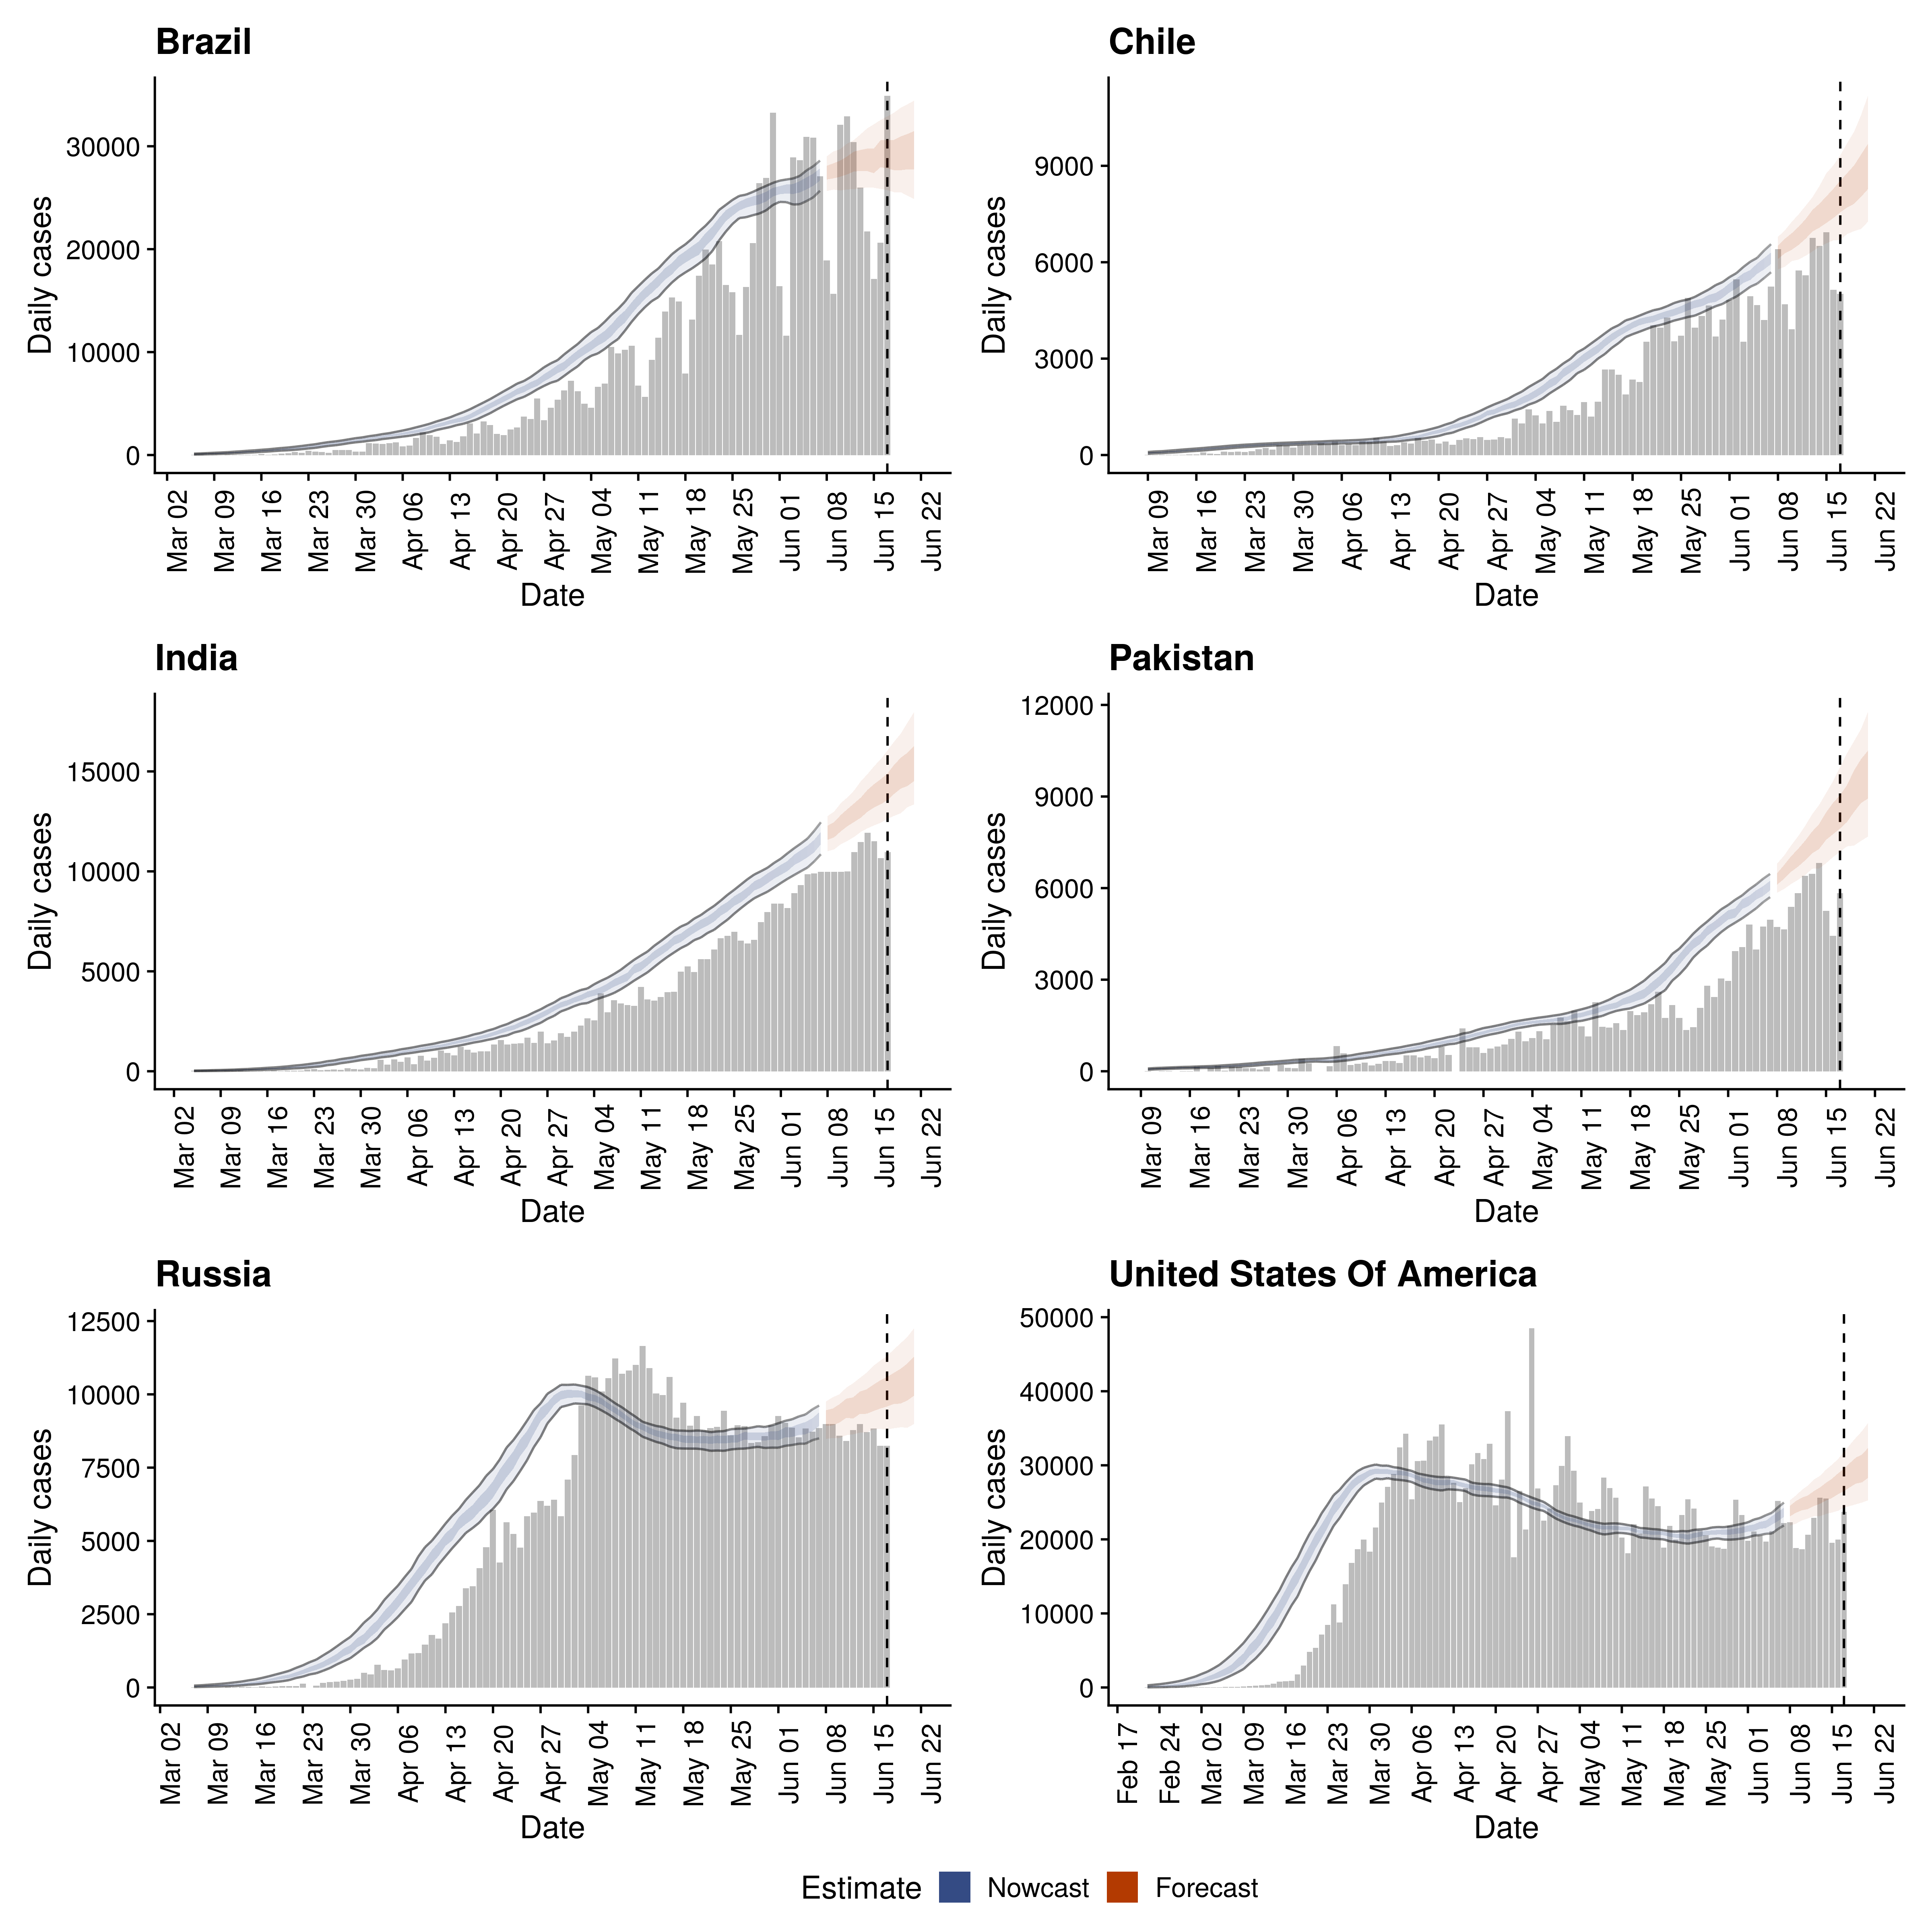 Brazil
Daily cases
30000
20000
10000
0
Mar 02
Mar 09
Mar 16
Mar 23
Mar 30
Apr 06
Apr 13
Apr 20
Apr 27
May 04
May 11
May 18
May 25
Jun 01
Jun 08
Jun 15
Jun 22
Date
Chile
Daily cases
9000
6000
3000
0
Mar 09
Mar 16
Mar 23
Mar 30
Apr 06
Apr 13
Apr 20
Apr 27
May 04
May 11
May 18
May 25
Jun 01
Jun 08
Jun 15
Jun 22
Date
India
Daily cases
15000
10000
5000
0
Mar 02
Mar 09
Mar 16
Mar 23
Mar 30
Apr 06
Apr 13
Apr 20
Apr 27
May 04
May 11
May 18
May 25
Jun 01
Jun 08
Jun 15
Jun 22
Date
Pakistan
Daily cases
12000
9000
6000
3000
0
Mar 09
Mar 16
Mar 23
Mar 30
Apr 06
Apr 13
Apr 20
Apr 27
May 04
May 11
May 18
May 25
Jun 01
Jun 08
Jun 15
Jun 22
Date
Russia
Daily cases
12500
10000
7500
5000
2500
0
Mar 02
Mar 09
Mar 16
Mar 23
Mar 30
Apr 06
Apr 13
Apr 20
Apr 27
May 04
May 11
May 18
May 25
Jun 01
Jun 08
Jun 15
Jun 22
Date
United States Of America
Daily cases
50000
40000
30000
20000
10000
0
Feb 17
Feb 24
Mar 02
Mar 09
Mar 16
Mar 23
Mar 30
Apr 06
Apr 13
Apr 20
Apr 27
May 04
May 11
May 18
May 25
Jun 01
Jun 08
Jun 15
Jun 22
Date
Estimate Nowcast Forecast